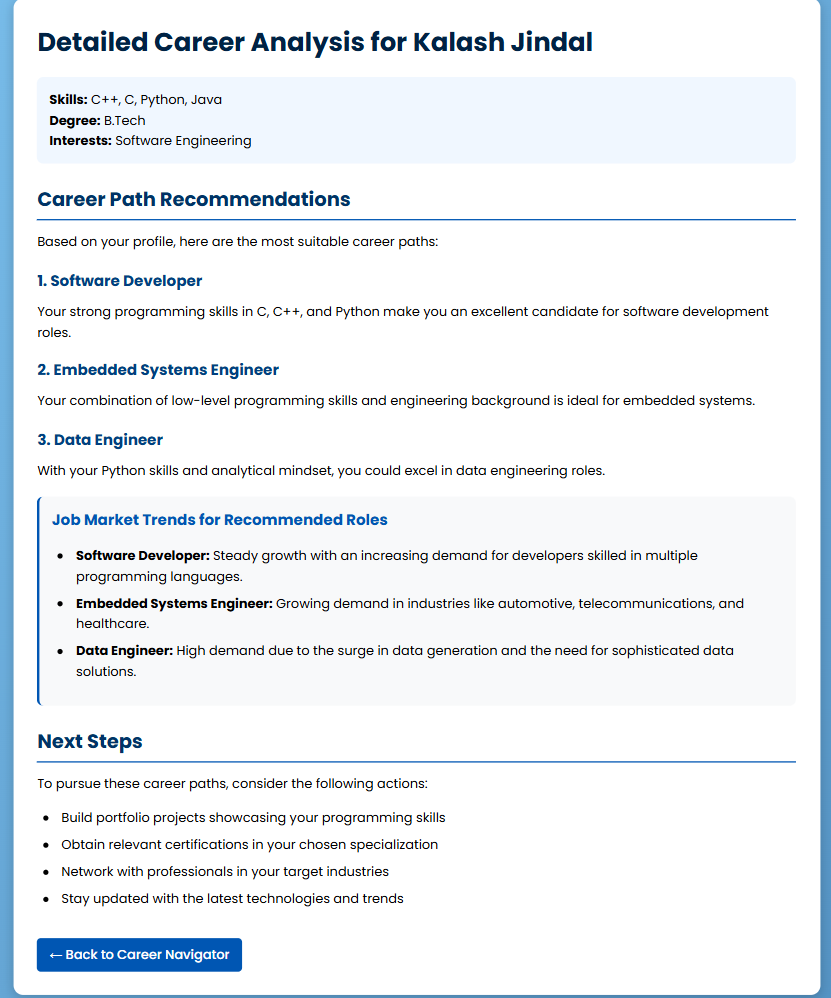 Detailed Career Analysis for Kalash Jindal
Skills: C++, C, Python, Java
Degree: B.Tech
Interests: Software Engineering
Career Path Recommendations
Based on your profile, here are the most suitable career paths:
1. Software Developer
Your strong programming skills in C, C++, and Python make you an excellent candidate for software development
roles.
2. Embedded Systems Engineer
Your combination of low-level programming skills and engineering background is ideal for embedded systems.
3. Data Engineer
With your Python skills and analytical mindset, you could excel in data engineering roles.
Job Market Trends for Recommended Roles
• Software Developer: Steady growth with an increasing demand for developers skilled in multiple
programming languages.
• Embedded Systems Engineer: Growing demand in industries like automotive, telecommunications, and
healthcare.
• Data Engineer: High demand due to the surge in data generation and the need for sophisticated data
solutions.
Next Steps
To pursue these career paths, consider the following actions:
• Build portfolio projects showcasing your programming skills
• Obtain relevant certifications in your chosen specialization
• Network with professionals in your target industries
• Stay updated with the latest technologies and trends
← Back to Career Navigator